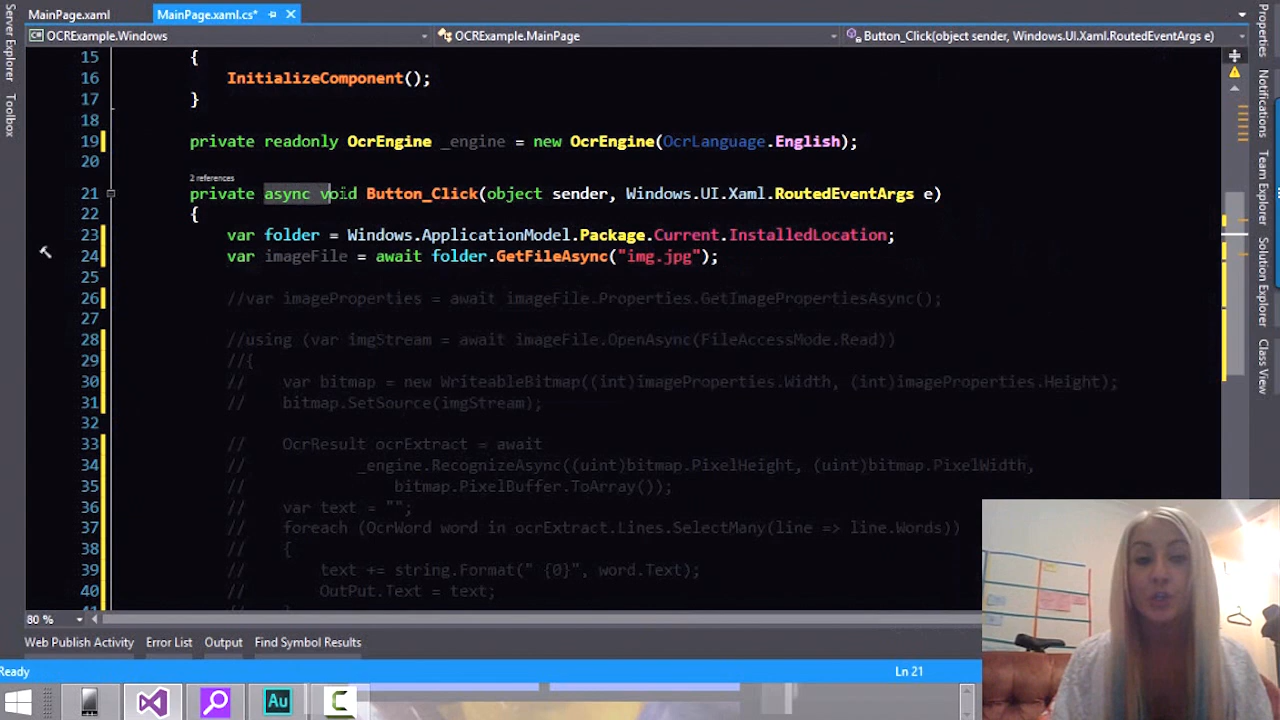 MainPage.xaml
MainPage.xaml.cs*
OCRExample.Windows
OCRExample.MainPage
Button_Click(object sender, Windows.UI.Xaml.RoutedEventArgs e)
Server Explorer
Toolbox
15 {
16 InitializeComponent();
17 }
18
19 private readonly OcrEngine _engine = new OcrEngine(OcrLanguage.English);
20
2 references
21 private async void Button_Click(object sender, Windows.UI.Xaml.RoutedEventArgs e)
22 {
23 var folder = Windows.ApplicationModel.Package.Current.InstalledLocation;
24 var imageFile = await folder.GetFileAsync("img.jpg");
25
26 //var imageProperties = await imageFile.Properties.GetImagePropertiesAsync();
27
28 //using (var imgStream = await imageFile.OpenAsync(FileAccessMode.Read))
29 //{
30 // var bitmap = new WriteableBitmap((int)imageProperties.Width, (int)imageProperties.Height);
31 // bitmap.SetSource(imgStream);
32
33 // OcrResult ocrExtract = await
34 // _engine.RecognizeAsync((uint)bitmap.PixelHeight, (uint)bitmap.PixelWidth,
35 // bitmap.PixelBuffer.ToArray());
36 // var text = "";
37 // foreach (OcrWord word in ocrExtract.Lines.SelectMany(line => line.Words))
38 // {
39 // text += string.Format(" {0}", word.Text);
40 // OutPut.Text = text;
Properties
Notifications
Team Explorer
Solution Explorer
Class View
80 %
Web Publish Activity
Error List
Output
Find Symbol Results
Ready
Ln 21
Au
C